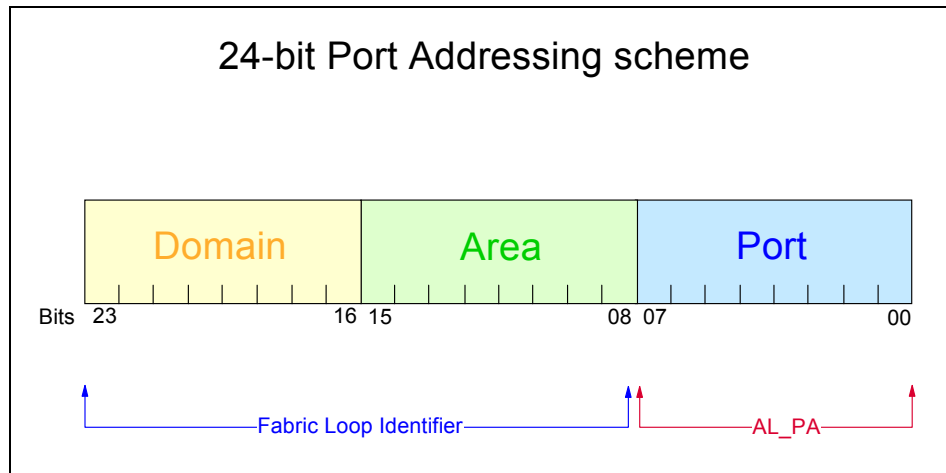 24-bit Port Addressing scheme
Domain Area Port
Bits 23 16 15 08 07 00
Fabric Loop Identifier AL_PA